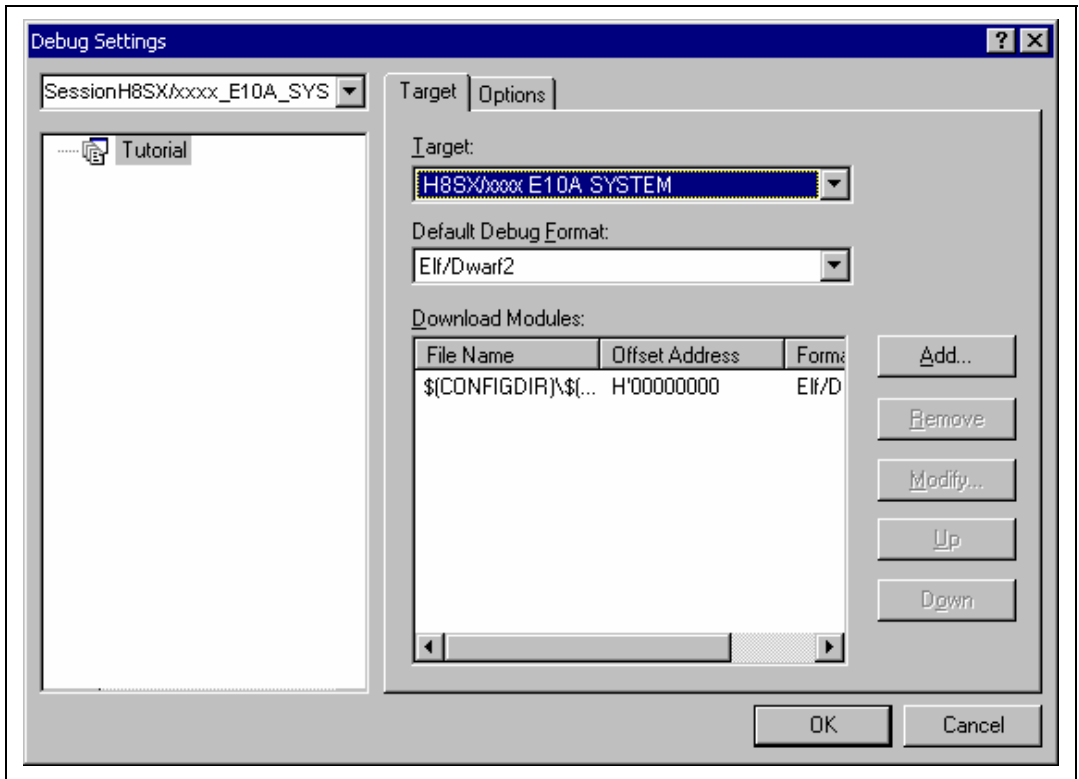 Debug Settings
SessionH8SX/xxxx_E10A_SYS
Tutorial
Target Options
Target:
H8SX/xxxx E10A SYSTEM
Default Debug Format:
Elf/Dwarf2
Download Modules:
File Name Offset Address Forma
$(CONFIGDIR)\$(... H'00000000 Elf/D
Add...
Remove
Modify...
Up
Down
OK Cancel